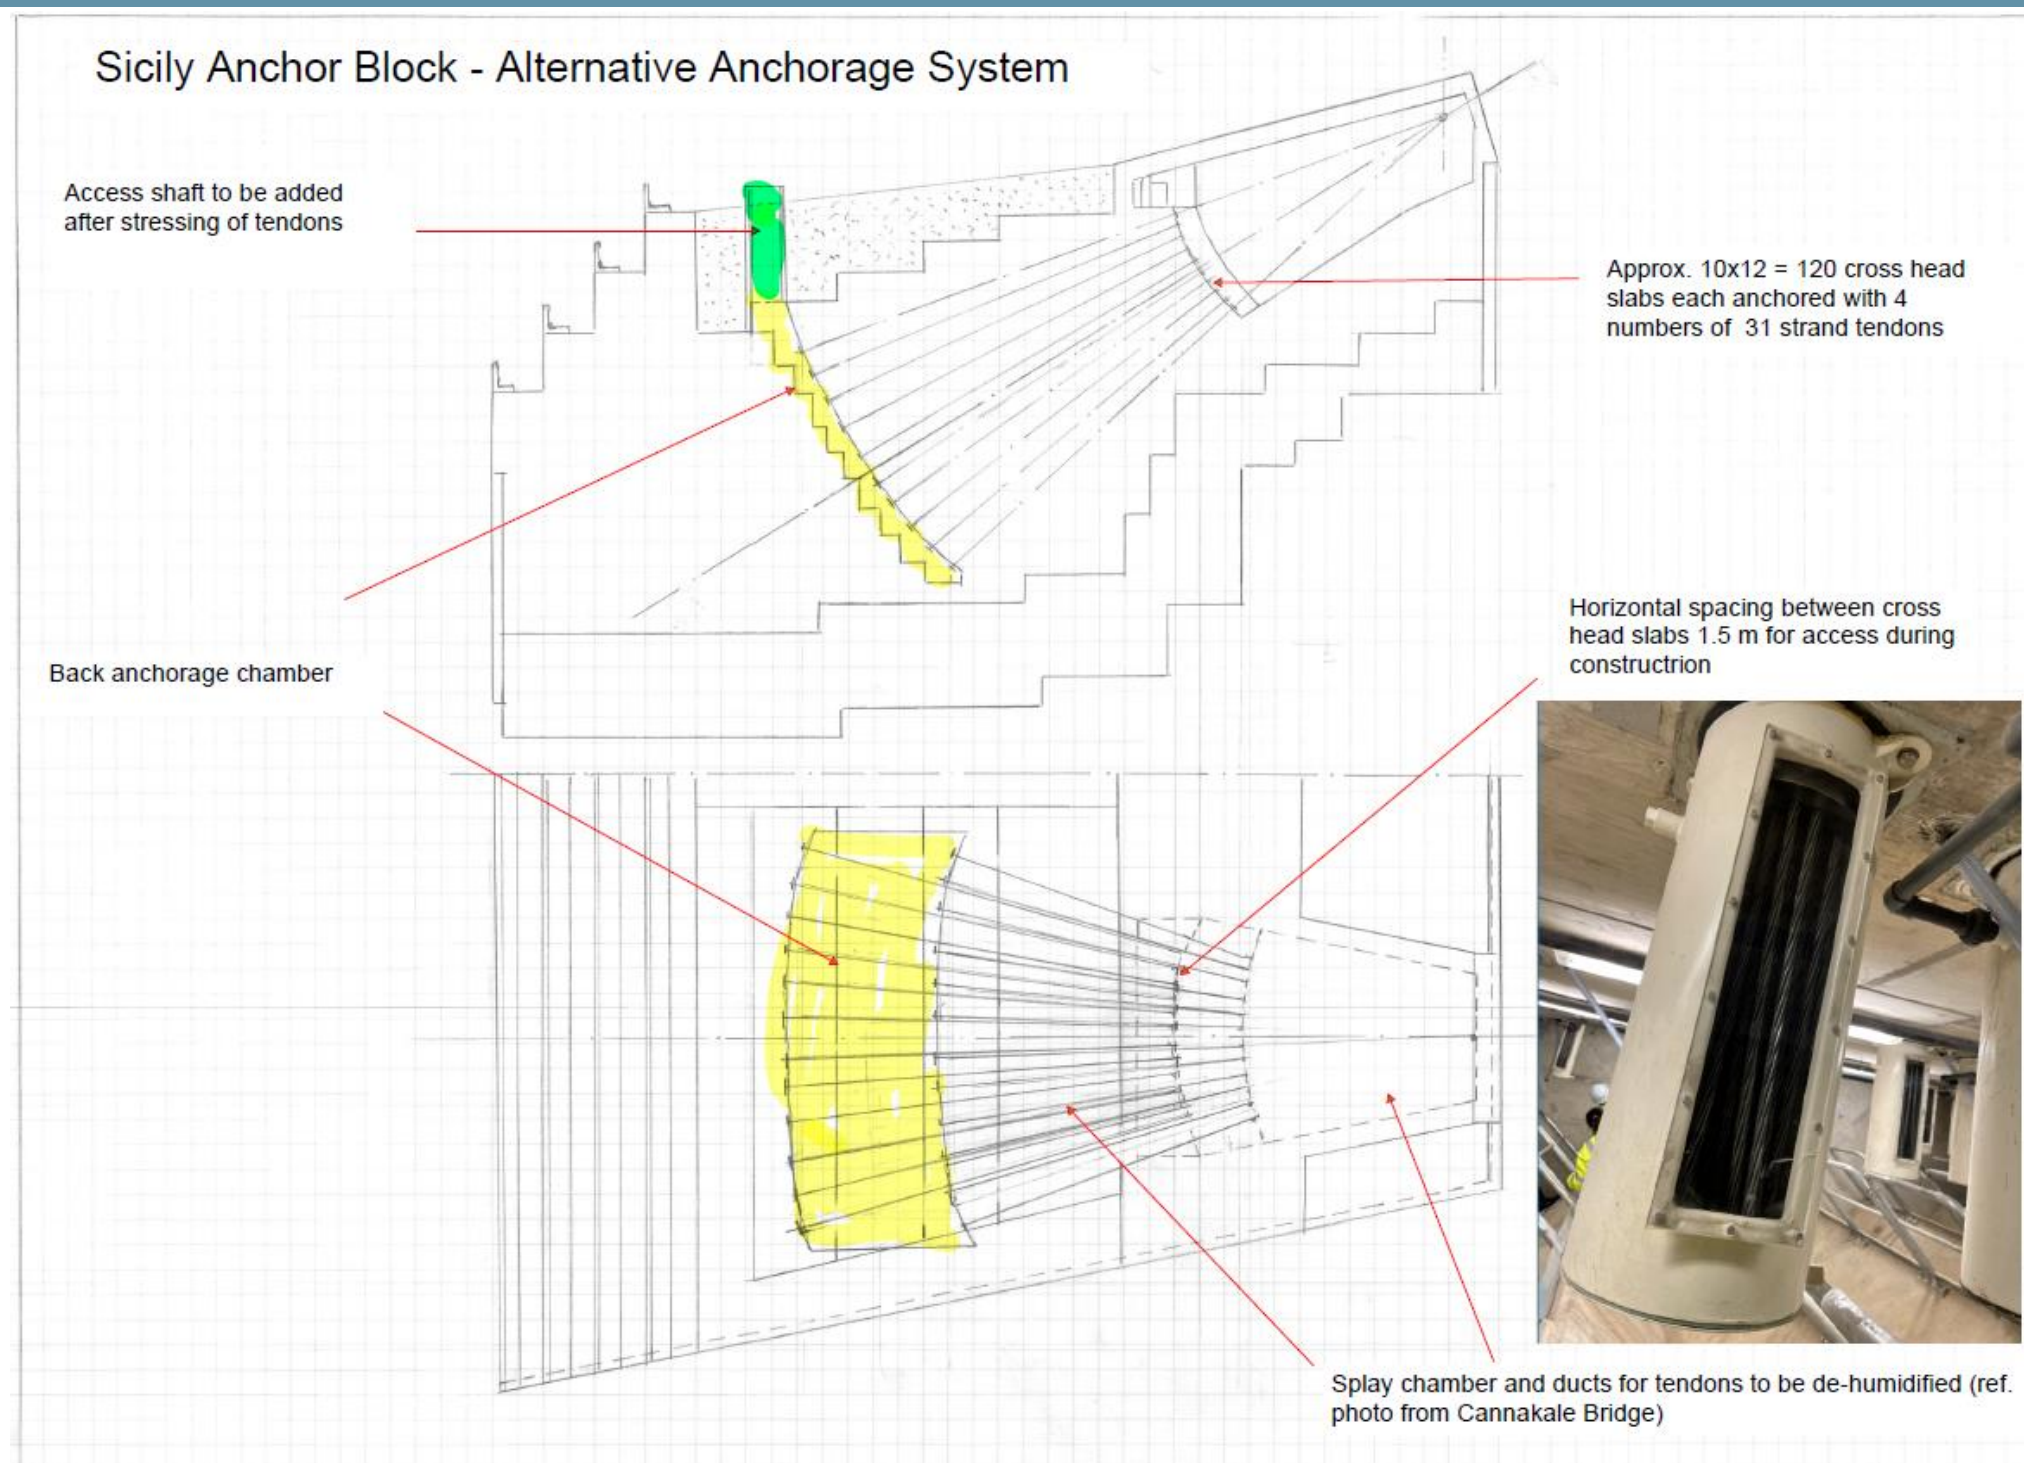 Sicily Anchor Block - Alternative Anchorage System
Access shaft to be added
after stressing of tendons
Approx. 10x12 = 120 cross head
slabs each anchored with 4
numbers of 31 strand tendons
Horizontal spacing between cross
head slabs 1.5 m for access during
constructrion
Back anchorage chamber
Splay chamber and ducts for tendons to be de-humidified (ref.
photo from Cannakale Bridge)